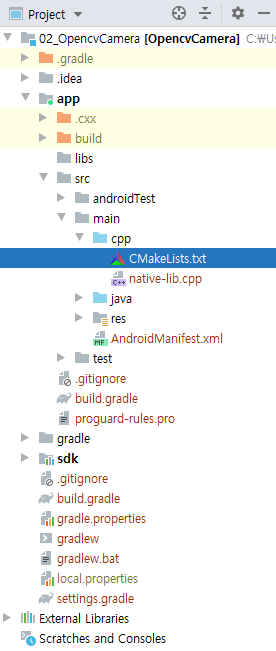 Project
02_OpencvCamera [OpencvCamera] C:₩Us
.gradle
.idea
app
.cxx
build
libs
src
androidTest
main
cpp
CMakeLists.txt
native-lib.cpp
java
res
AndroidManifest.xml
test
.gitignore
build.gradle
proguard-rules.pro
gradle
sdk
.gitignore
build.gradle
gradle.properties
gradlew
gradlew.bat
local.properties
settings.gradle
External Libraries
Scratches and Consoles